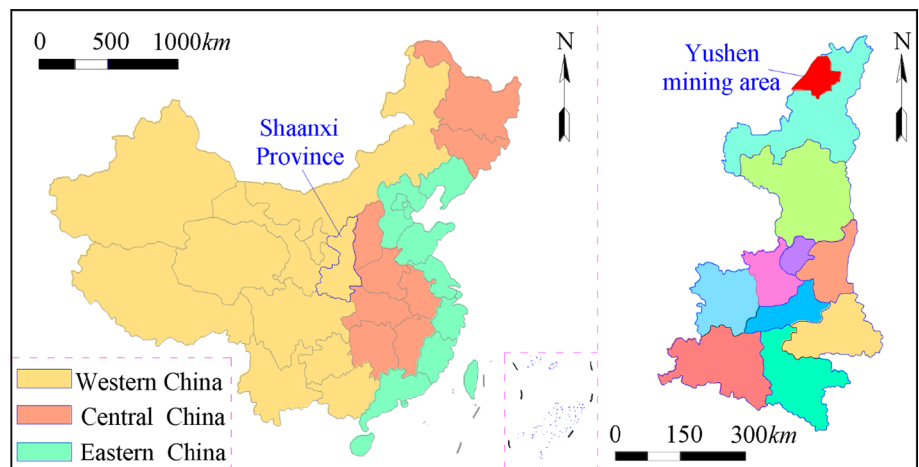 0 500 1000km
N
Shaanxi
Province
Western China
Central China
Eastern China
Yushen
mining area
N
0 150 300km